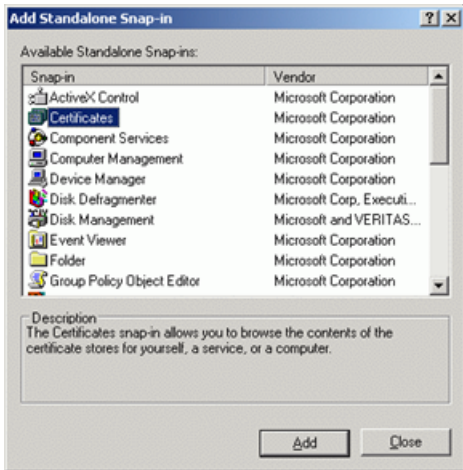 Add Standalone Snap-in
Available Standalone Snap-ins:
Snap-in Vendor
ActiveX Control Microsoft Corporation
Certificates Microsoft Corporation
Component Services Microsoft Corporation
Computer Management Microsoft Corporation
Device Manager Microsoft Corporation
Disk Defragmenter Microsoft Corp, Executi...
Disk Management Microsoft and VERITAS...
Event Viewer Microsoft Corporation
Folder Microsoft Corporation
Group Policy Object Editor Microsoft Corporation
Description
The Certificates snap-in allows you to browse the contents of the
certificate stores for yourself, a service, or a computer.
Add Close